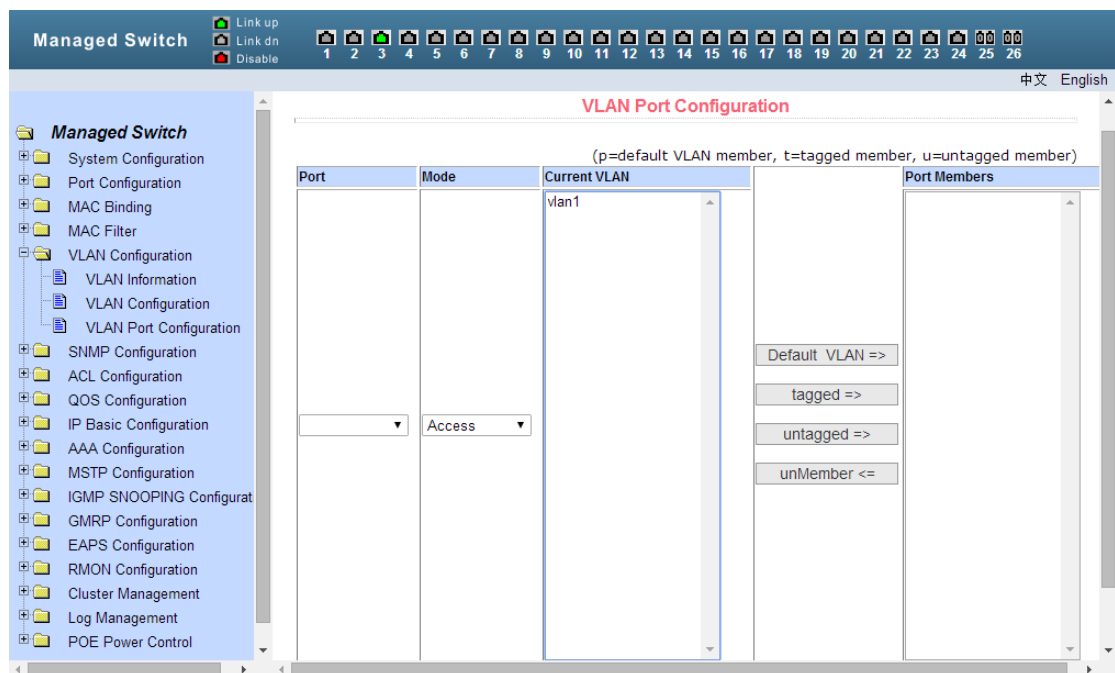 Managed Switch
Link up
Link dn
Disable
1 2 3 4 5 6 7 8 9 10 11 12 13 14 15 16 17 18 19 20 21 22 23 24 25 26
中文 English
Managed Switch
System Configuration
Port Configuration
MAC Binding
MAC Filter
VLAN Configuration
VLAN Information
VLAN Configuration
VLAN Port Configuration
SNMP Configuration
ACL Configuration
QOS Configuration
IP Basic Configuration
AAA Configuration
MSTP Configuration
IGMP SNOOPING Configurat
GMRP Configuration
EAPS Configuration
RMON Configuration
Cluster Management
Log Management
POE Power Control
VLAN Port Configuration
(p=default VLAN member, t=tagged member, u=untagged member)
Port Mode Current VLAN Port Members
vlan1
Access
Default VLAN =>
tagged =>
untagged =>
unMember <=